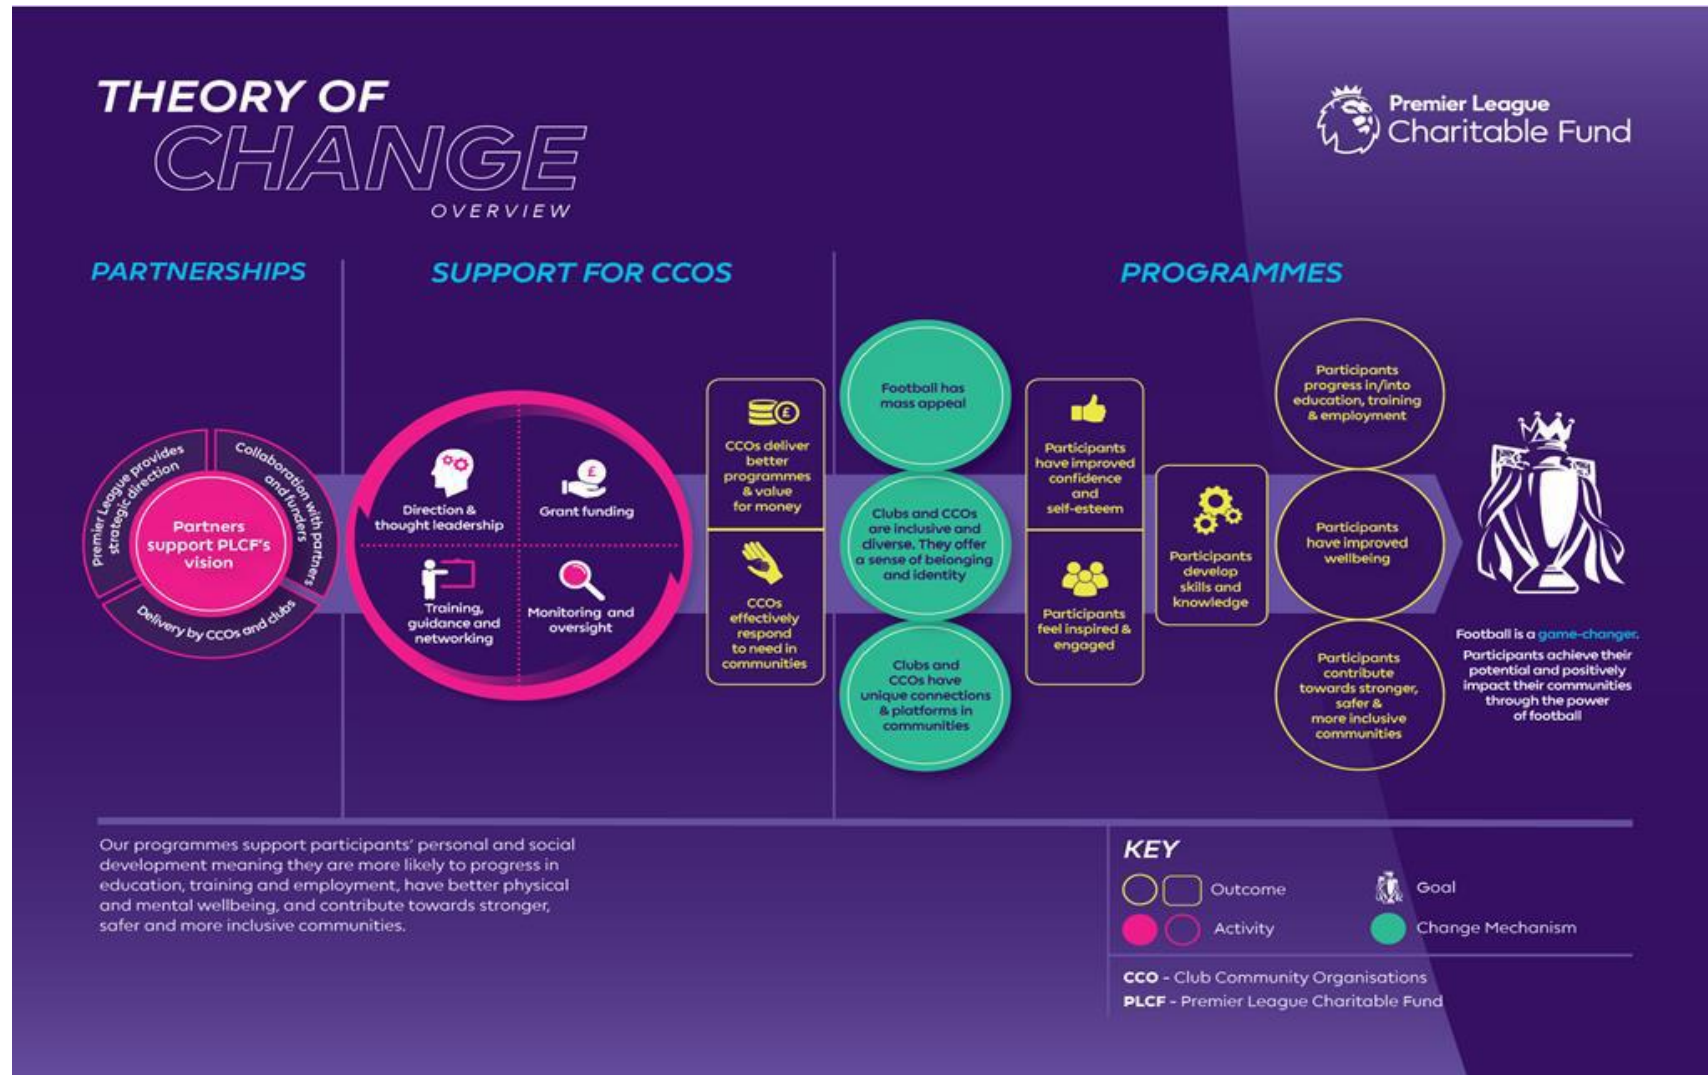 THEORY OF
CHANGE
OVERVIEW
Premier League
Charitable Fund
PARTNERSHIPS
SUPPORT FOR CCOS
PROGRAMMES
Premier League provides
strategic direction
Collaboration with partners
and funders
Delivery by CCOs and clubs
Partners
support PLCF's
vision
Direction &
thought leadership
£
Grant funding
Training,
guidance and
networking
Monitoring and
oversight
£
CCOs deliver
better
programmes
& value
for money
CCOs
effectively
respond
to need in
communities
Football has
mass appeal
Clubs and CCOs
are inclusive and
diverse. They offer
a sense of belonging
and identity
Clubs and
CCOs have
unique connections
& platforms in
communities
Participants
have improved
confidence
and
self-esteem
Participants
feel inspired &
engaged
Participants
develop
skills and
knowledge
Participants
progress in/into
education, training
& employment
Participants
have improved
wellbeing
Participants
contribute
towards stronger,
safer &
more inclusive
communities
Football is a game-changer.
Participants achieve their
potential and positively
impact their communities
through the power
of football
Our programmes support participants' personal and social
development meaning they are more likely to progress in
education, training and employment, have better physical
and mental wellbeing, and contribute towards stronger,
safer and more inclusive communities.
KEY
Outcome
Goal
Activity
Change Mechanism
CCO - Club Community Organisations
PLCF - Premier League Charitable Fund